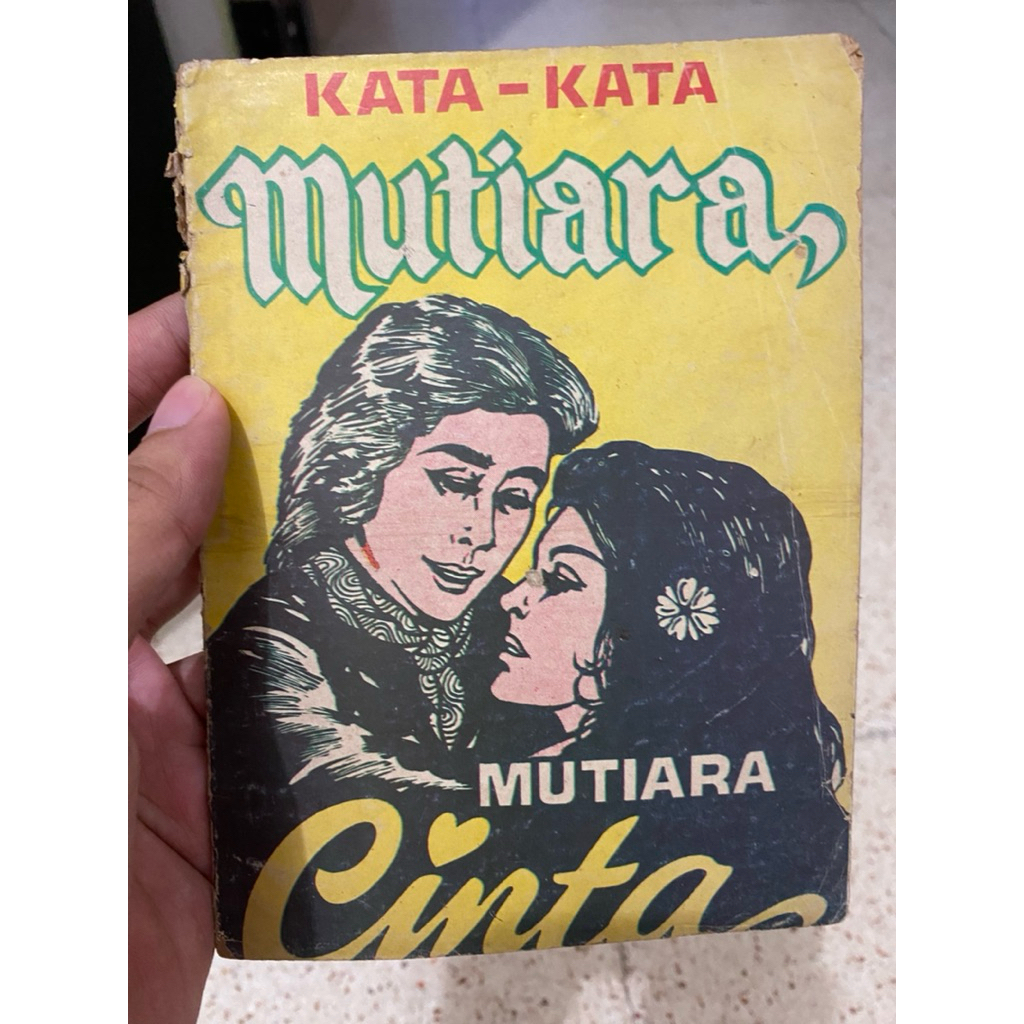 KATA - KATA
Mutiara,
MUTIARA
Cinta